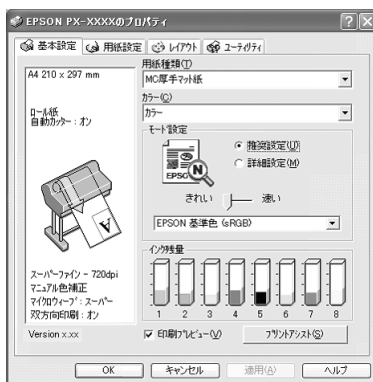 EPSON PX-XXXXのプロパティ
基本設定 用紙設定 レイアウト ユーティリティ
A4 210 x 297 mm
ロール紙
自動カッター：オン
スーパーファイン - 720dpi
マニュアル色補正
マイクロウィーブ：スーパー
双方向印刷：オン
Version x.xx
用紙種類(T)
MC厚手マット紙
カラー(C)
カラー
モード設定
EPSO
N
推奨設定(U)
詳細設定(M)
きれい 速い
EPSON 基準色 (sRGB)
インク残量
1 2 3 4 5 6 7 8
印刷プレビュー(V) プリントアシスト(S)
OK キャンセル 適用(A) ヘルプ